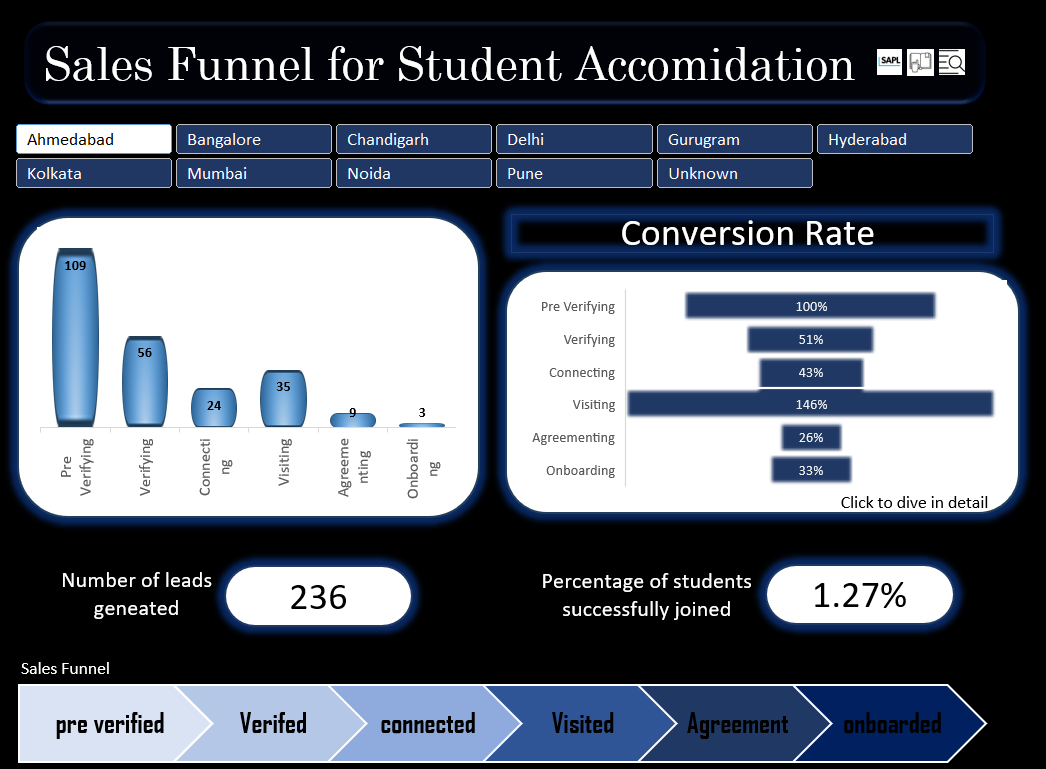 Sales Funnel for Student Accomidation
SAPL
Ahmedabad
Bangalore
Chandigarh
Delhi
Gurugram
Hyderabad
Kolkata
Mumbai
Noida
Pune
Unknown
109
56
24
35
9
3
Pre
Verifying
Verifying
Connecti
ng
Visiting
Agreeme
nting
Onboardi
ng
Conversion Rate
Pre Verifying 100%
Verifying 51%
Connecting 43%
Visiting 146%
Agreementing 26%
Onboarding 33%
Click to dive in detail
Number of leads
geneated
236
Percentage of students
successfully joined
1.27%
Sales Funnel
pre verified
Verifed
connected
Visited
Agreement
onboarded